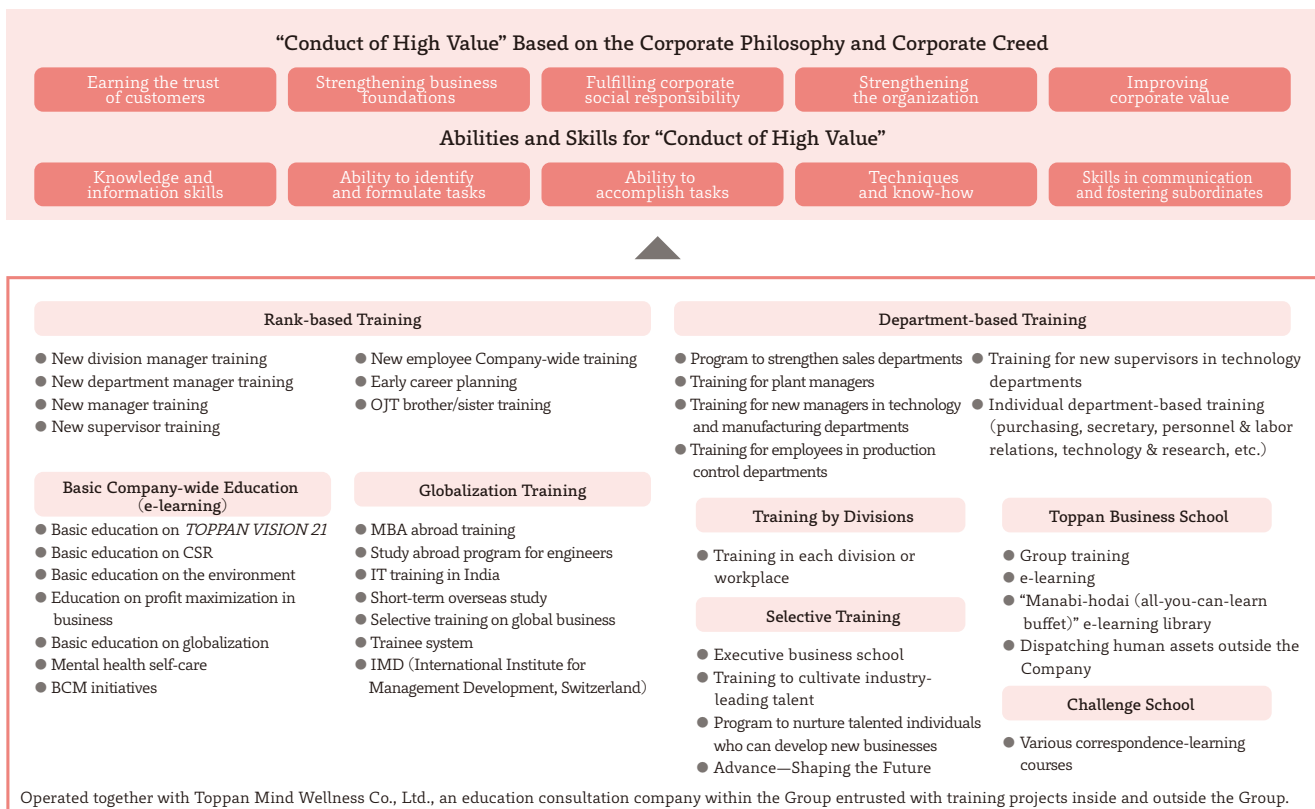 “Conduct of High Value” Based on the Corporate Philosophy and Corporate Creed
Earning the trust
of customers
Strengthening business
foundations
Fulfilling corporate
social responsibility
Strengthening
the organization
Improving
corporate value
Abilities and Skills for “Conduct of High Value”
Knowledge and
information skills
Ability to identify
and formulate tasks
Ability to
accomplish tasks
Techniques
and know-how
Skills in communication
and fostering subordinates
Rank-based Training
● New division manager training
● New department manager training
● New manager training
● New supervisor training
● New employee Company-wide training
● Early career planning
● OJT brother/sister training
Department-based Training
● Program to strengthen sales departments
● Training for plant managers
● Training for new managers in technology
and manufacturing departments
● Training for employees in production
control departments
● Training for new supervisors in technology
departments
● Individual department-based training
(purchasing, secretary, personnel & labor
relations, technology & research, etc.)
Basic Company-wide Education
(e-learning)
● Basic education on TOPPAN VISION 21
● Basic education on CSR
● Basic education on the environment
● Education on profit maximization in
business
● Basic education on globalization
● Mental health self-care
● BCM initiatives
Globalization Training
● MBA abroad training
● Study abroad program for engineers
● IT training in India
● Short-term overseas study
● Selective training on global business
● Trainee system
● IMD (International Institute for
Management Development, Switzerland)
Training by Divisions
● Training in each division or
workplace
Selective Training
● Executive business school
● Training to cultivate industry-
leading talent
● Program to nurture talented individuals
who can develop new businesses
● Advance—Shaping the Future
Toppan Business School
● Group training
● e-learning
● “Manabi-hodai (all-you-can-learn
buffet)” e-learning library
● Dispatching human assets outside the
Company
Challenge School
● Various correspondence-learning
courses
Operated together with Toppan Mind Wellness Co., Ltd., an education consultation company within the Group entrusted with training projects inside and outside the Group.